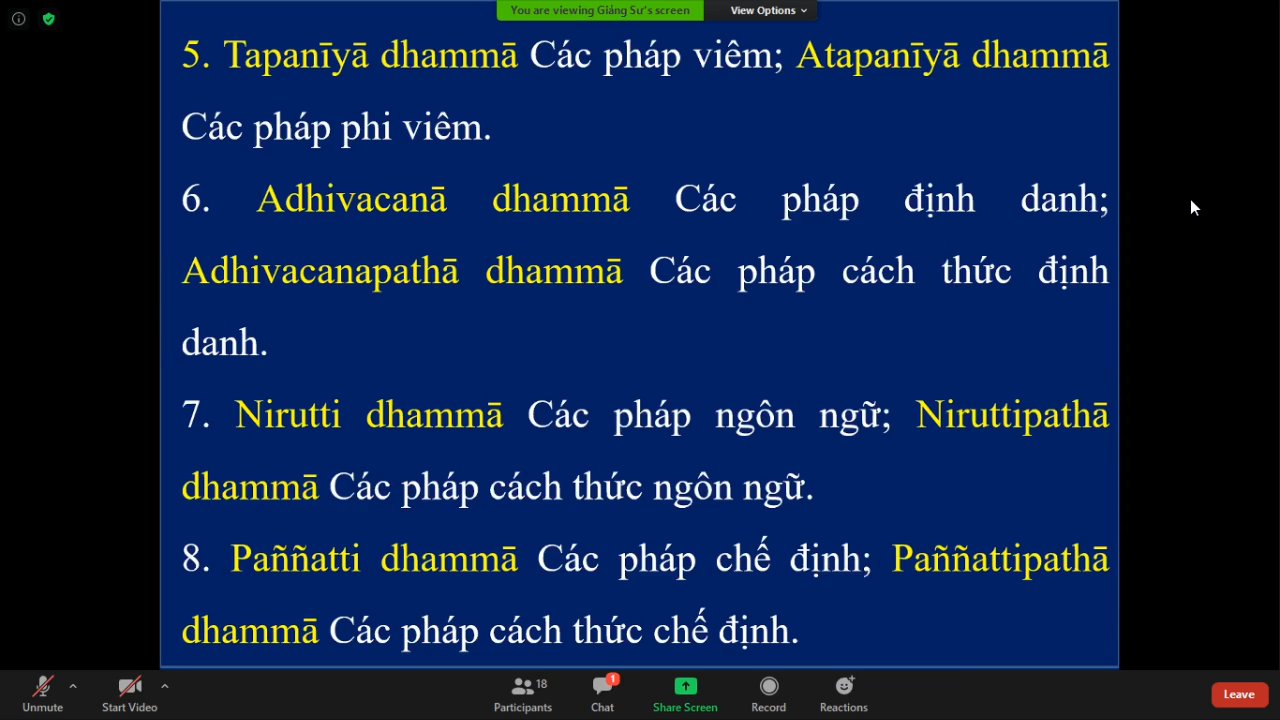 You are viewing Giảng Sư's screen View Options
5. Tapanīyā dhammā Các pháp viêm; Atapanīyā dhammā
Các pháp phi viêm.
6. Adhivacanā dhammā Các pháp định danh;
Adhivacanapathā dhammā Các pháp cách thức định
danh.
7. Nirutti dhammā Các pháp ngôn ngữ; Niruttipathā
dhammā Các pháp cách thức ngôn ngữ.
8. Paññatti dhammā Các pháp chế định; Paññattipathā
dhammā Các pháp cách thức chế định.
18 1
Unmute Start Video Participants Chat Share Screen Record Reactions Leave